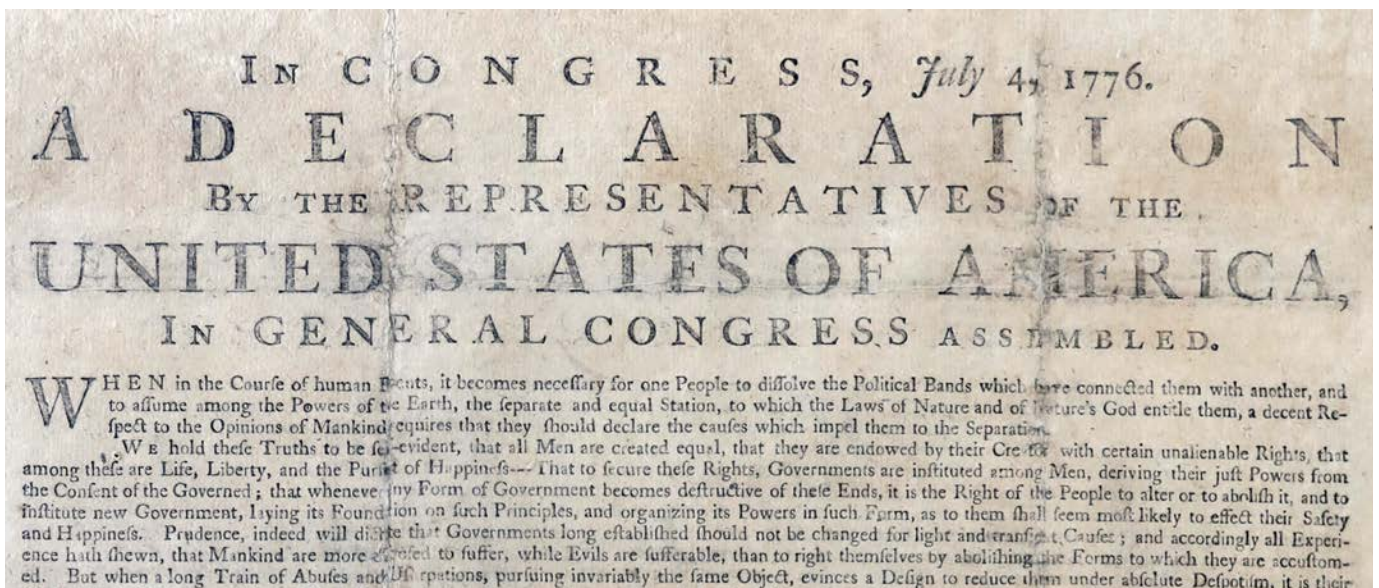 IN CONGRESS, July 4, 1776.
A DECLARATION
BY THE REPRESENTATIVES OF THE
UNITED STATES OF AMERICA,
IN GENERAL CONGRESS ASSEMBLED.
WHEN in the Courſe of human Events, it becomes neceſſary for one People to diſſolve the Political Bands which have connected them with another, and
to aſſume among the Powers of the Earth, the ſeparate and equal Station, to which the Laws of Nature and of Nature's God entitle them, a decent Re-
ſpect to the Opinions of Mankind requires that they ſhould declare the cauſes which impel them to the Separation.
WE hold theſe Truths to be ſelf-evident, that all Men are created equal, that they are endowed by their Creator with certain unalienable Rights, that
among theſe are Life, Liberty, and the Purſuit of Happineſs--- That to ſecure theſe Rights, Governments are inſtituted among Men, deriving their juſt Powers from
the Conſent of the Governed; that whenever any Form of Government becomes deſtructive of theſe Ends, it is the Right of the People to alter or to aboliſh it, and to
inſtitute new Government, laying its Foundation on ſuch Principles, and organizing its Powers in ſuch Form, as to them ſhall ſeem moſt likely to effect their Safety
and Happineſs. Prudence, indeed will dictate that Governments long eſtabliſhed ſhould not be changed for light and tranſient Cauſes; and accordingly all Experi-
ence hath ſhewn, that Mankind are more diſpoſed to ſuffer, while Evils are ſufferable, than to right themſelves by aboliſhing the Forms to which they are accuſtom-
ed. But when a long Train of Abuſes and Uſurpations, purſuing invariably the ſame Object, evinces a Deſign to reduce them under abſolute Deſpotiſm, it is their